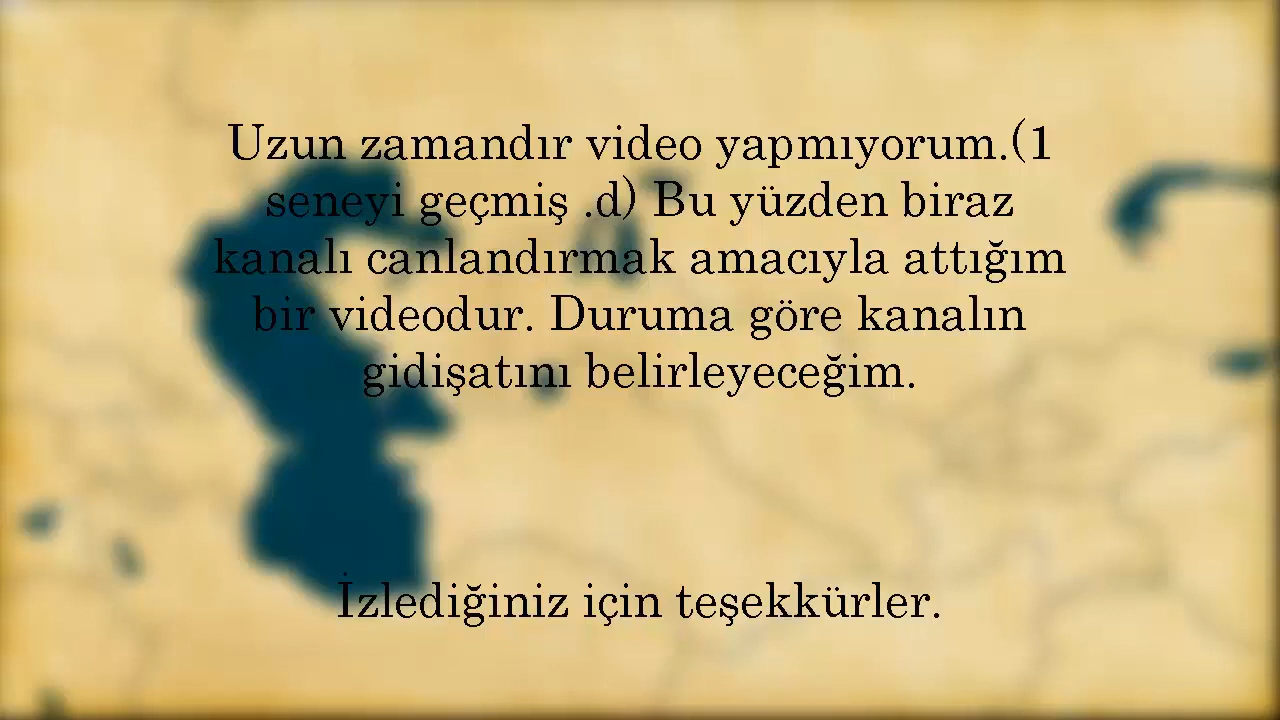 Uzun zamandır video yapmıyorum.(1
seneyi geçmiş .d) Bu yüzden biraz
kanalı canlandırmak amacıyla attığım
bir videodur. Duruma göre kanalın
gidişatını belirleyeceğim.
İzlediğiniz için teşekkürler.